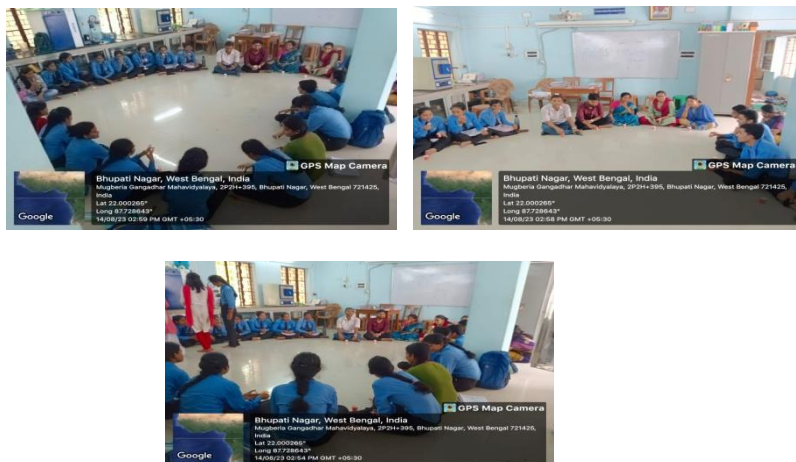 GPS Map Camera
Bhupati Nagar, West Bengal, India
Mugberia Gangadhar Mahavidyalaya, 2P2H+395, Bhupati Nagar, West Bengal 721425,
India
Lat 22.000265°
Long 87.728643°
14/08/23 02:59 PM GMT +05:30
Google
GPS Map Camera
Bhupati Nagar, West Bengal, India
Mugberia Gangadhar Mahavidyalaya, 2P2H+395, Bhupati Nagar, West Bengal 721425,
India
Lat 22.000265°
Long 87.728643°
14/08/23 02:58 PM GMT +05:30
Google
GPS Map Camera
Bhupati Nagar, West Bengal, India
Mugberia Gangadhar Mahavidyalaya, 2P2H+395, Bhupati Nagar, West Bengal 721425,
India
Lat 22.000265°
Long 87.728643°
14/08/23 02:54 PM GMT +05:30
Google